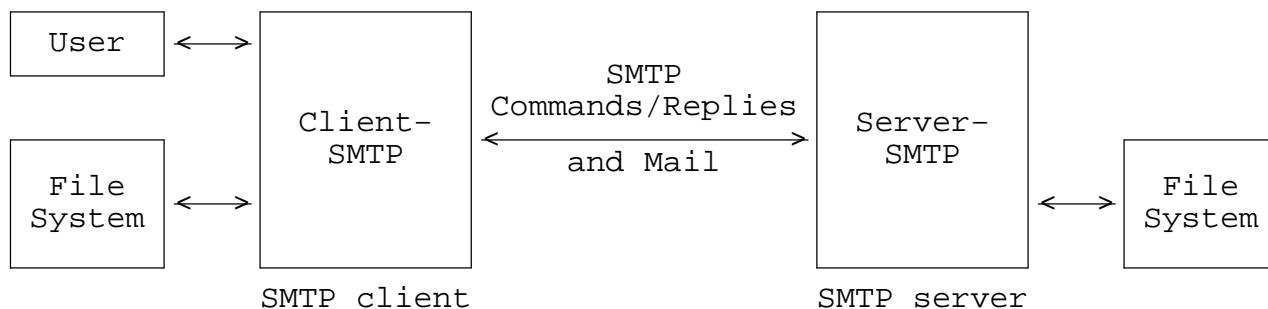 User
SMTP
Commands/Replies
and Mail
Client-
SMTP
Server-
SMTP
File
System
File
System
SMTP client
SMTP server